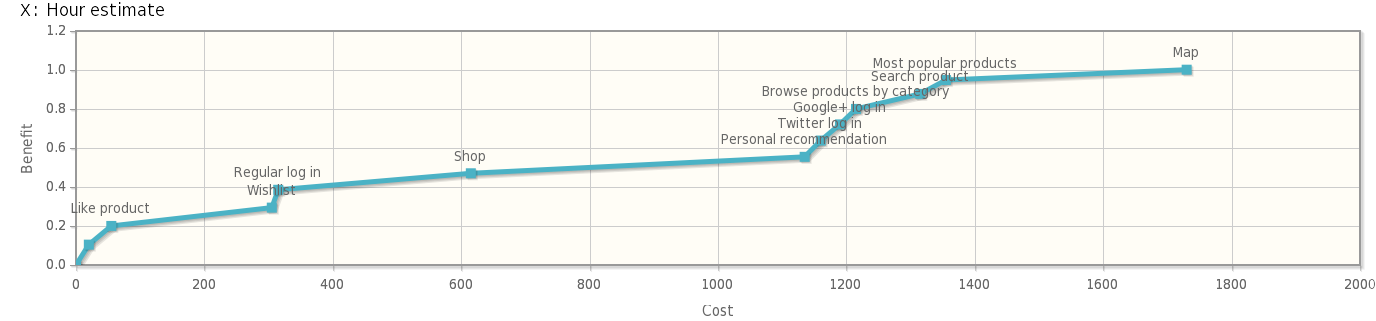 X: Hour estimate
1.2
1.0
0.8
0.6
0.4
0.2
0.0
Benefit
Map
Most popular products
Search product
Browse products by category
Google+ log in
Twitter log in
Personal recommendation
Shop
Regular log in
Wishlist
Like product
0
200
400
600
800
1000
1200
1400
1600
1800
2000
Cost